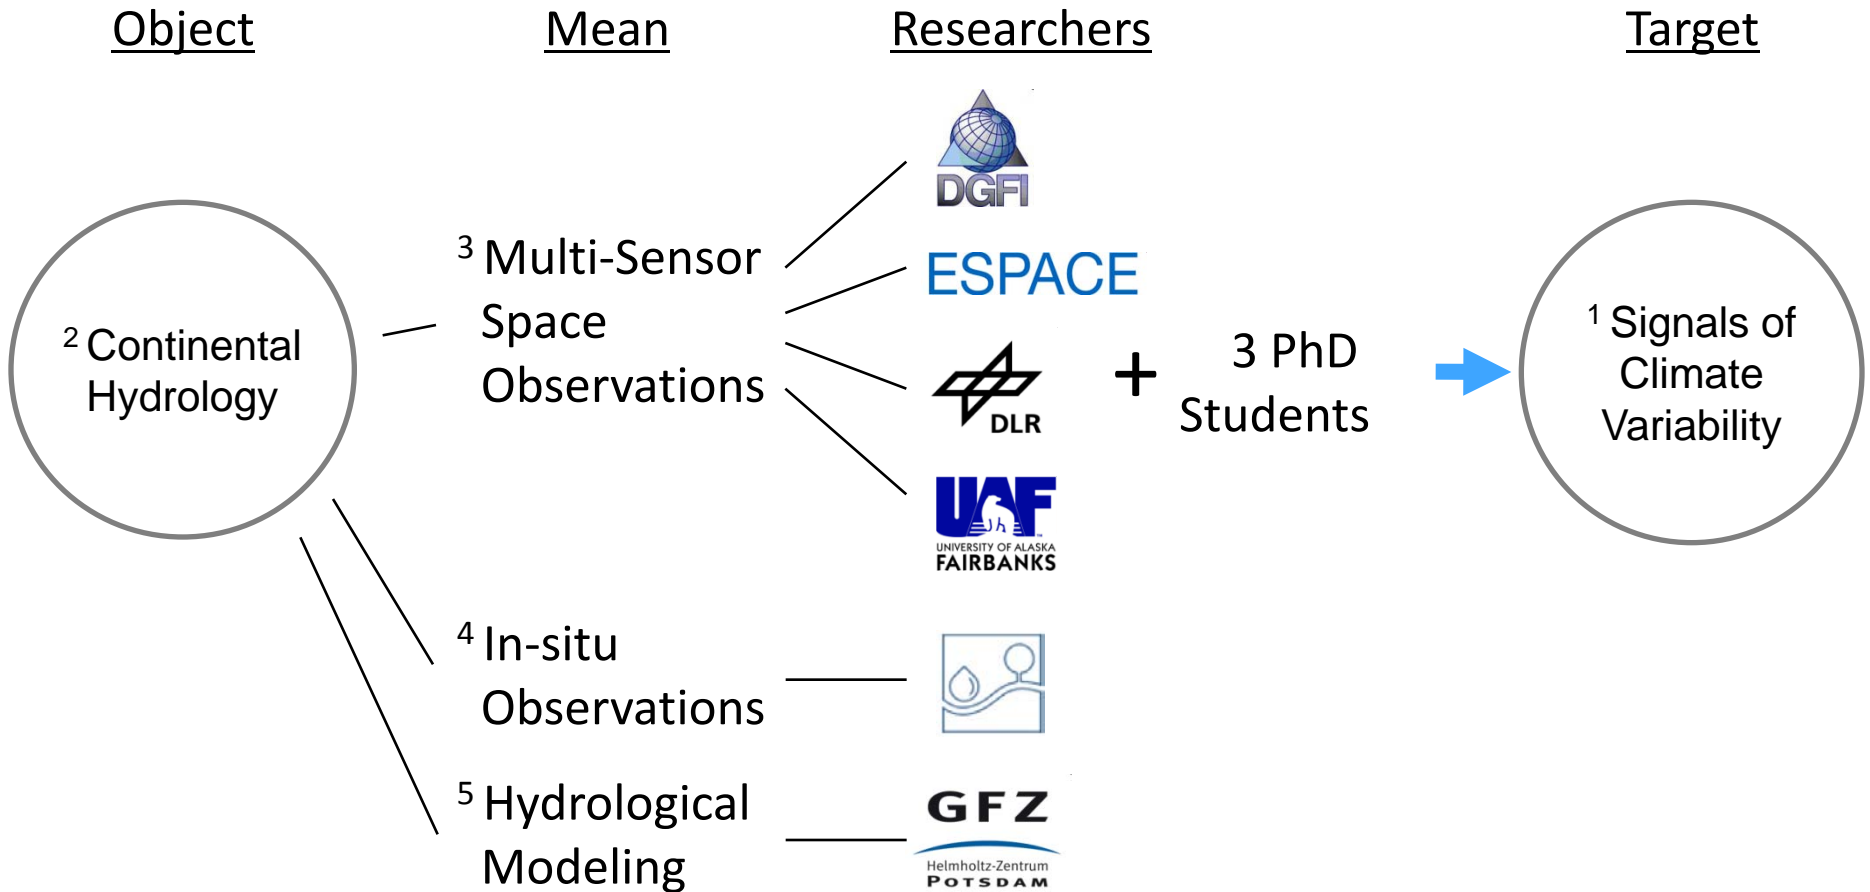 Object
Mean
Researchers
Target
2 Continental
Hydrology
3 Multi-Sensor
Space
Observations
4 In-situ
Observations
5 Hydrological
Modeling
DGFI
ESPACE
DLR
UAF
UNIVERSITY OF ALASKA
FAIRBANKS
GFZ
Helmholtz-Zentrum
POTSDAM
+
3 PhD
Students
1 Signals of
Climate
Variability